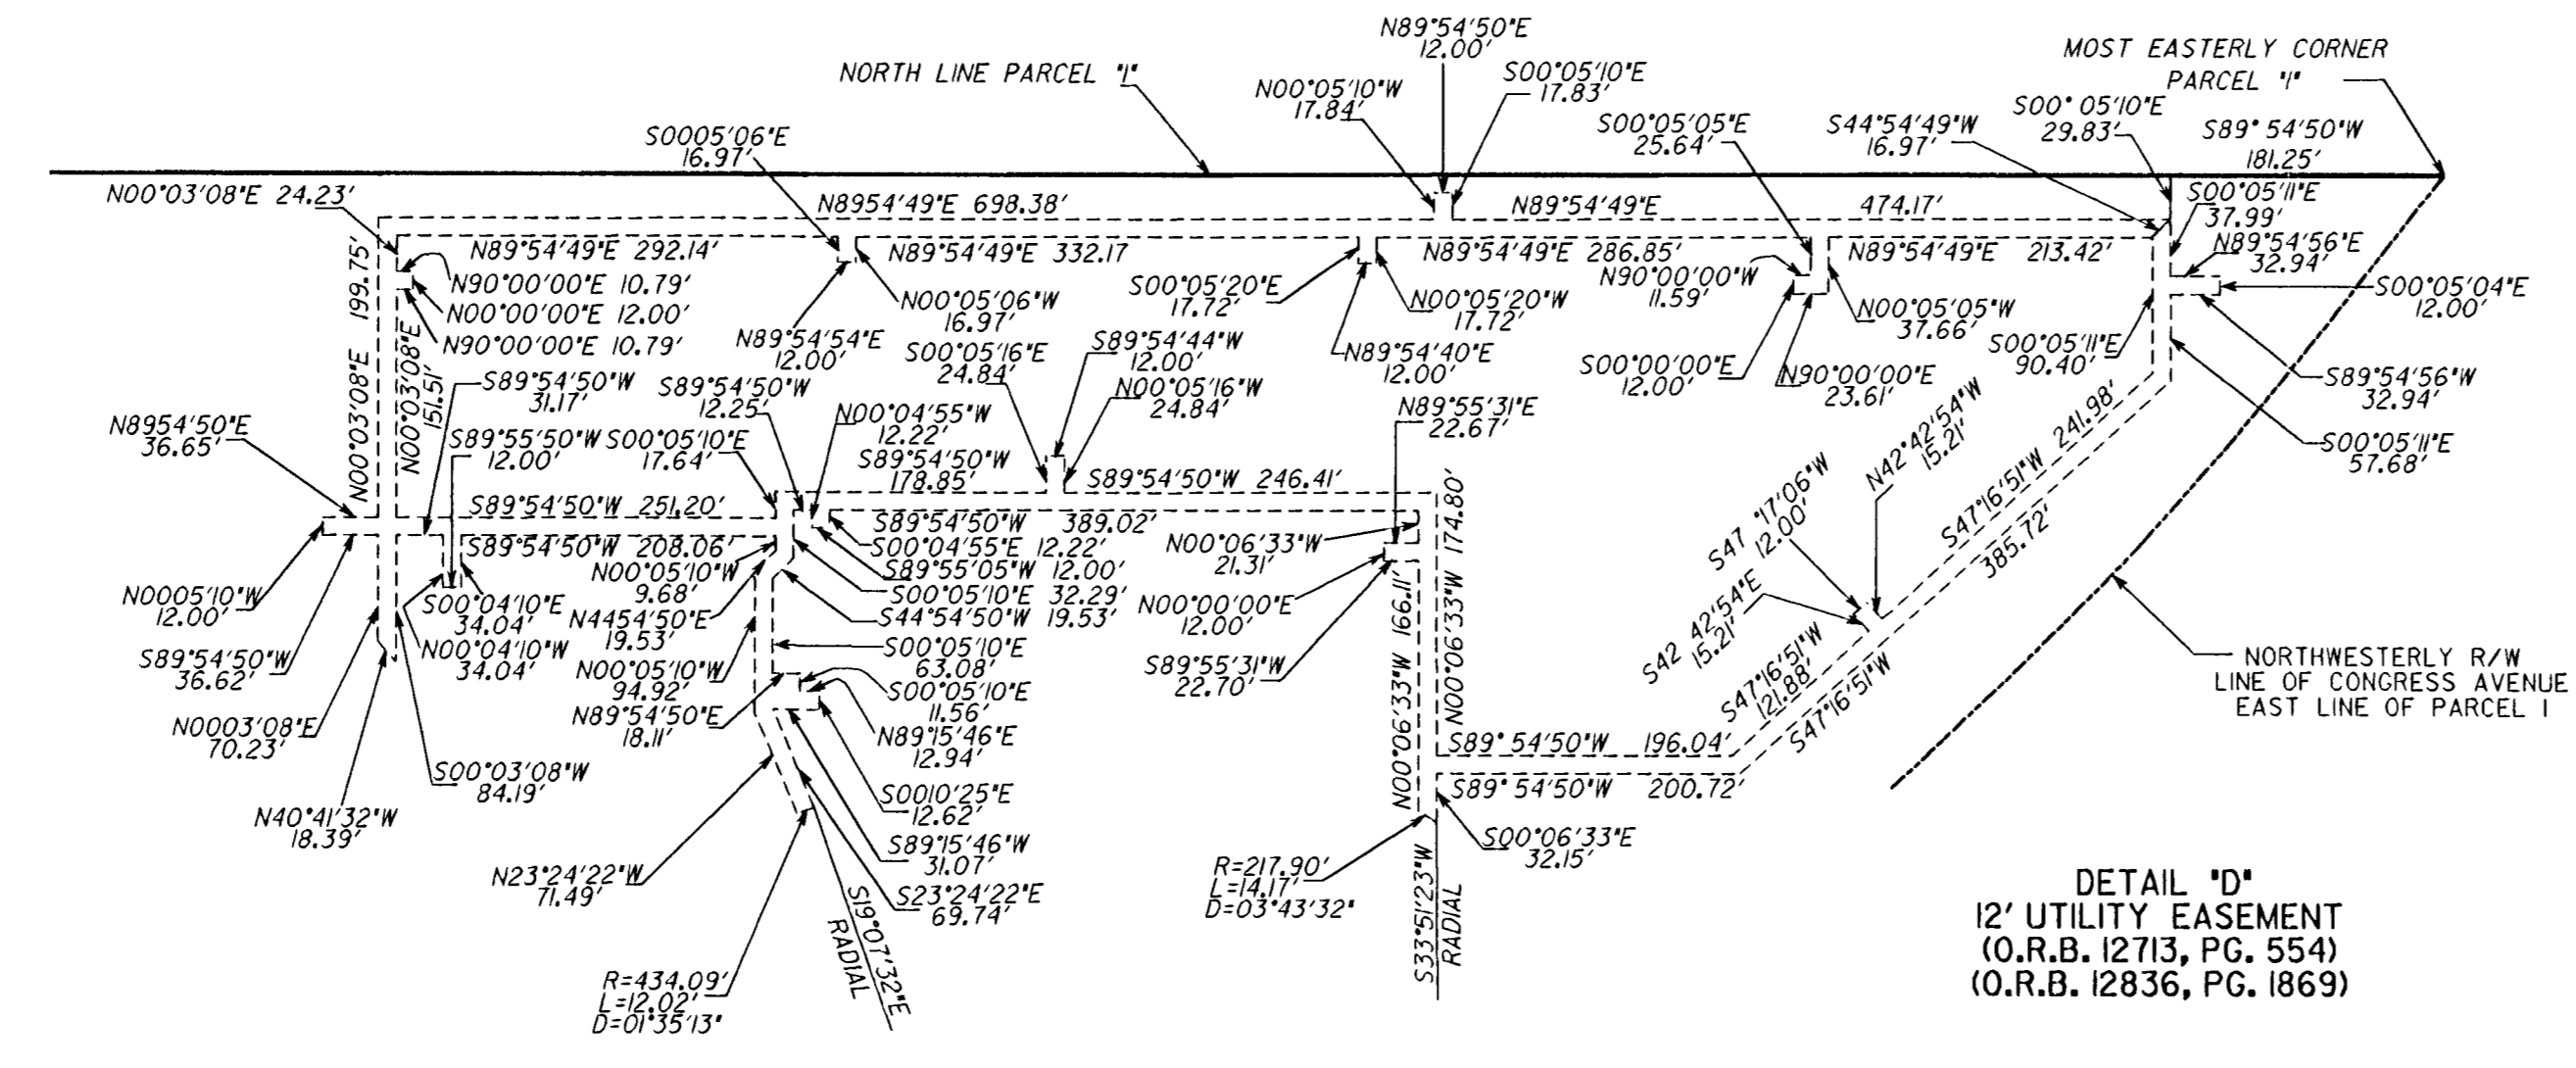 N89°54'50"E
12.00'
MOST EASTERLY CORNER
PARCEL "1"
NORTH LINE PARCEL "1"
N00°05'10"W
17.84'
S00°05'10"E
17.83'
S00°05'05"E
25.64'
S44°54'49"W
16.97'
S00°05'10"E
29.83'
S89°54'50"W
181.25'
S0005'06"E
16.97'
N00°03'08"E 24.23'
N8954'49"E 698.38'
N89°54'49"E 474.17'
S00°05'11"E
37.99'
N89°54'49"E 292.14'
N89°54'49"E 332.17
N89°54'49"E 286.85'
N89°54'49"E 213.42'
N89°54'56"E
32.94'
N00°03'08"E 199.75'
N00°03'08"E
151.51'
N90°00'00"E 10.79'
N00°00'00"E 12.00'
N90°00'00"E 10.79'
N89°54'54"E
12.00'
N00°05'06"W
16.97'
S00°05'20"E
17.72'
N00°05'20"W
17.72'
N89°54'40"E
12.00'
N90°00'00"W
11.59'
S00°00'00"E
12.00'
N90°00'00"E
23.61'
N00°05'05"W
37.66'
S00°05'11"E
90.40'
S00°05'04"E
12.00'
S89°54'56"W
32.94'
S00°05'11"E
57.68'
N8954'50"E
36.65'
S89°54'50"W
31.17'
S89°55'50"W
12.00'
S00°05'10"E
17.64'
S89°54'50"W
12.25'
N00°04'55"W
12.22'
S00°05'16"E
24.84'
S89°54'44"W
12.00'
N00°05'16"W
24.84'
N89°55'31"E
22.67'
S89°54'50"W
178.85'
S89°54'50"W 246.41'
S89°54'50"W 251.20'
S89°54'50"W 208.06'
S89°54'50"W 389.02'
S00°04'55"E 12.22'
S89°55'05"W 12.00'
S00°05'10"E 32.29'
S44°54'50"W 19.53'
N00°05'10"W
9.68'
N4454'50"E
19.53'
N00°05'10"W
94.92'
N89°54'50"E
18.11'
S00°05'10"E
63.08'
S00°05'10"E
11.56'
N89°15'46"E
12.94'
S0010'25"E
12.62'
S89°15'46"W
31.07'
S23°24'22"E
69.74'
N0005'10"W
12.00'
S89°54'50"W
36.62'
N0003'08"E
70.23'
S00°04'10"E
34.04'
N00°04'10"W
34.04'
S00°03'08"W
84.19'
N40°41'32"W
18.39'
N23°24'22"W
71.49'
R=434.09'
L=12.02'
D=01°35'13"
S19°07'32"E
RADIAL
N00°06'33"W
21.31'
N00°00'00"E
12.00'
S89°55'31"W
22.70'
N00°06'33"W 166.11'
N00°06'33"W 174.80'
R=217.90'
L=14.17'
D=03°43'32"
S33°51'23"W
RADIAL
S00°06'33"E
32.15'
S89°54'50"W 196.04'
S89°54'50"W 200.72'
S47°16'51"W
121.88'
S47°16'51"W
385.72'
S47°16'51"W 241.98'
S42 42'54"E
15.21'
S47 °17'06"W
12.00'
N42°42'54"W
15.21'
NORTHWESTERLY R/W
LINE OF CONGRESS AVENUE
EAST LINE OF PARCEL 1
DETAIL "D"
12' UTILITY EASEMENT
(O.R.B. 12713, PG. 554)
(O.R.B. 12836, PG. 1869)